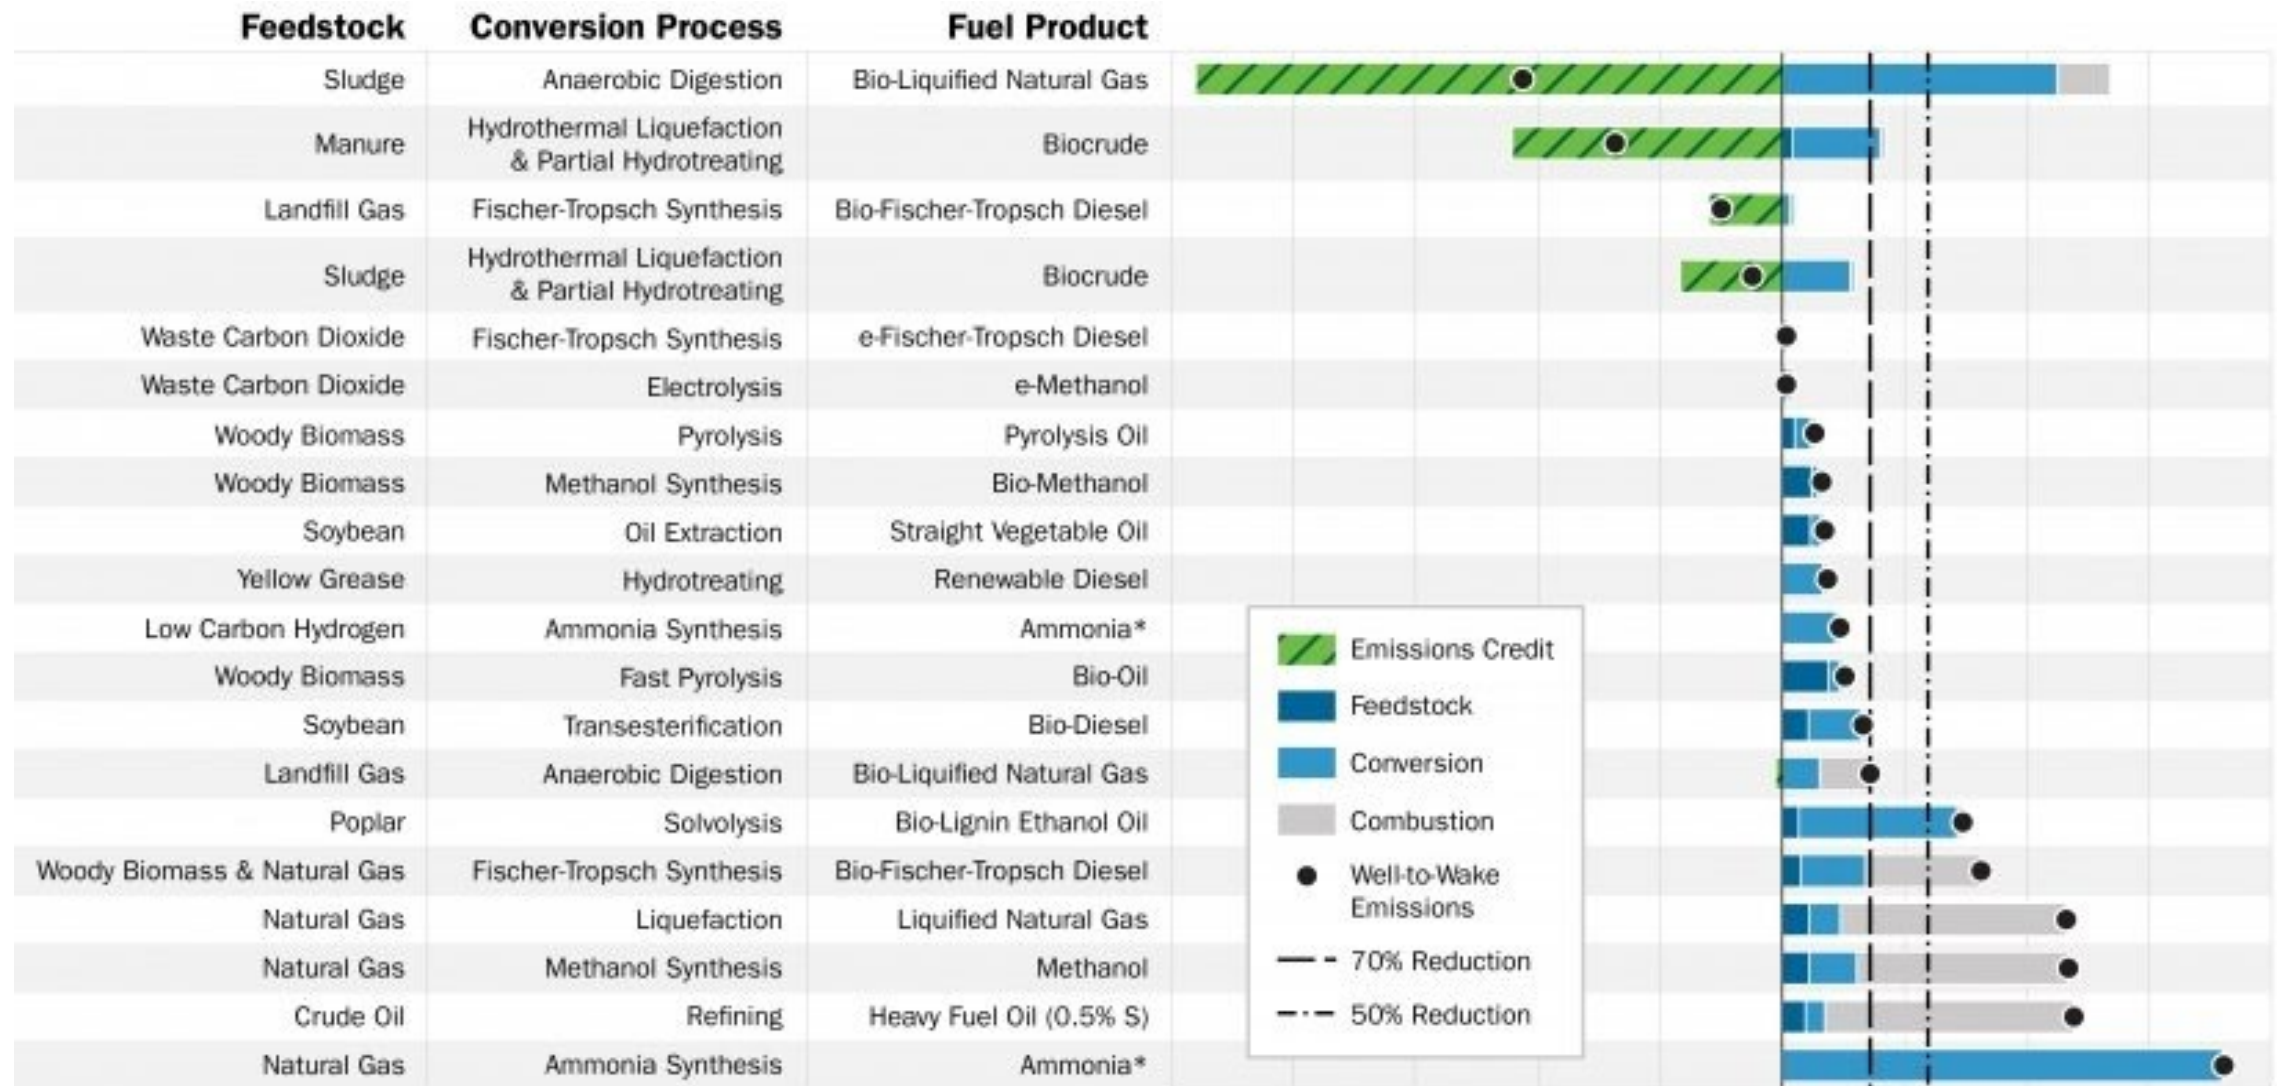 Feedstock Conversion Process Fuel Product
Sludge Anaerobic Digestion Bio-Liquified Natural Gas
Manure Hydrothermal Liquefaction & Partial Hydrotreating Biocrude
Landfill Gas Fischer-Tropsch Synthesis Bio-Fischer-Tropsch Diesel
Sludge Hydrothermal Liquefaction & Partial Hydrotreating Biocrude
Waste Carbon Dioxide Fischer-Tropsch Synthesis e-Fischer-Tropsch Diesel
Waste Carbon Dioxide Electrolysis e-Methanol
Woody Biomass Pyrolysis Pyrolysis Oil
Woody Biomass Methanol Synthesis Bio-Methanol
Soybean Oil Extraction Straight Vegetable Oil
Yellow Grease Hydrotreating Renewable Diesel
Low Carbon Hydrogen Ammonia Synthesis Ammonia*
Woody Biomass Fast Pyrolysis Bio-Oil
Soybean Transesterification Bio-Diesel
Landfill Gas Anaerobic Digestion Bio-Liquified Natural Gas
Poplar Solvolysis Bio-Lignin Ethanol Oil
Woody Biomass & Natural Gas Fischer-Tropsch Synthesis Bio-Fischer-Tropsch Diesel
Natural Gas Liquefaction Liquified Natural Gas
Natural Gas Methanol Synthesis Methanol
Crude Oil Refining Heavy Fuel Oil (0.5% S)
Natural Gas Ammonia Synthesis Ammonia*
Emissions Credit
Feedstock
Conversion
Combustion
Well-to-Wake
Emissions
70% Reduction
50% Reduction